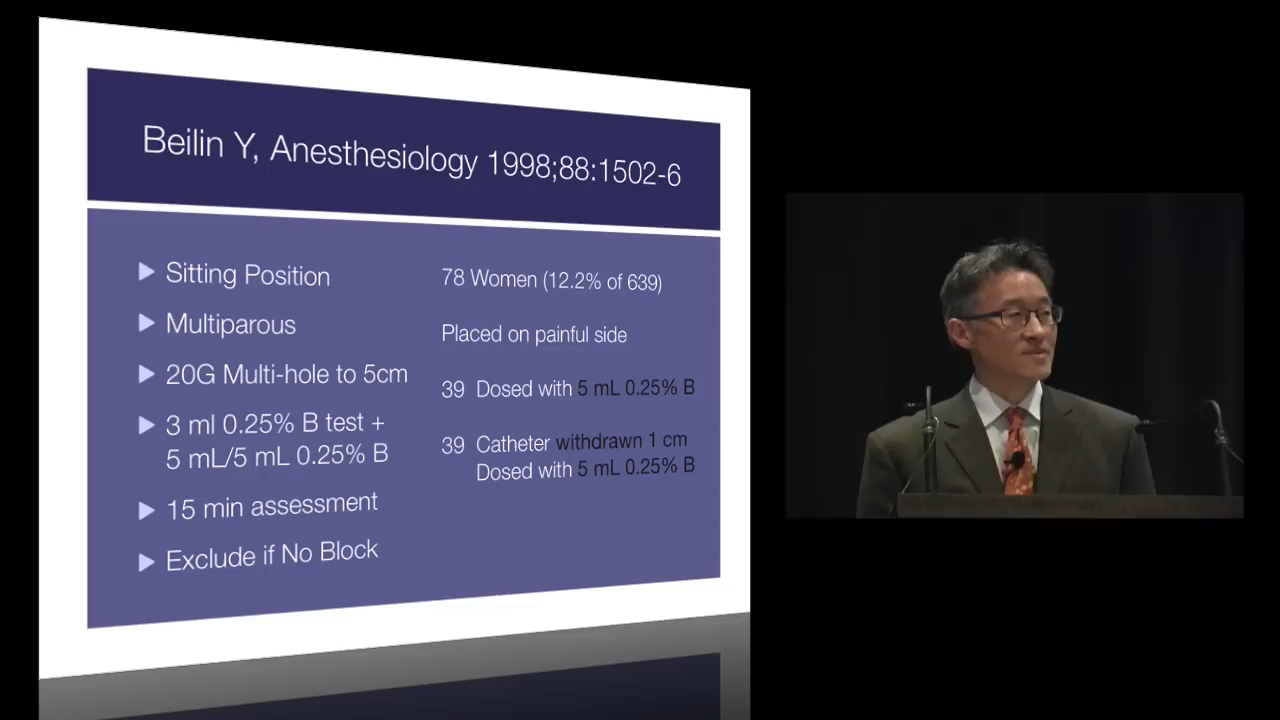 Beilin Y, Anesthesiology 1998;88:1502-6
Sitting Position
Multiparous
20G Multi-hole to 5cm
3 ml 0.25% B test +
5 mL/5 mL 0.25% B
15 min assessment
Exclude if No Block
78 Women (12.2% of 639)
Placed on painful side
39 Dosed with 5 mL 0.25% B
39 Catheter withdrawn 1 cm
Dosed with 5 mL 0.25% B